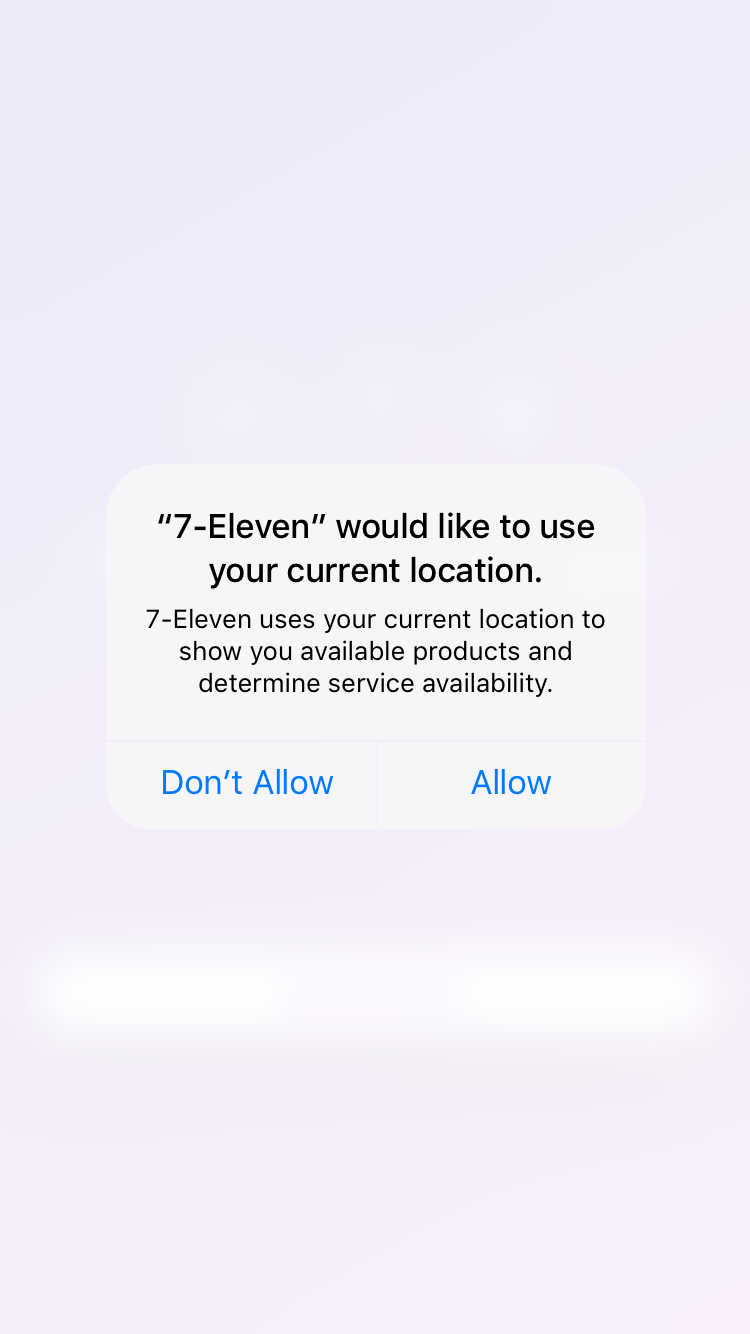 “7-Eleven” would like to use
your current location.
7-Eleven uses your current location to
show you available products and
determine service availability.
Don’t Allow
Allow